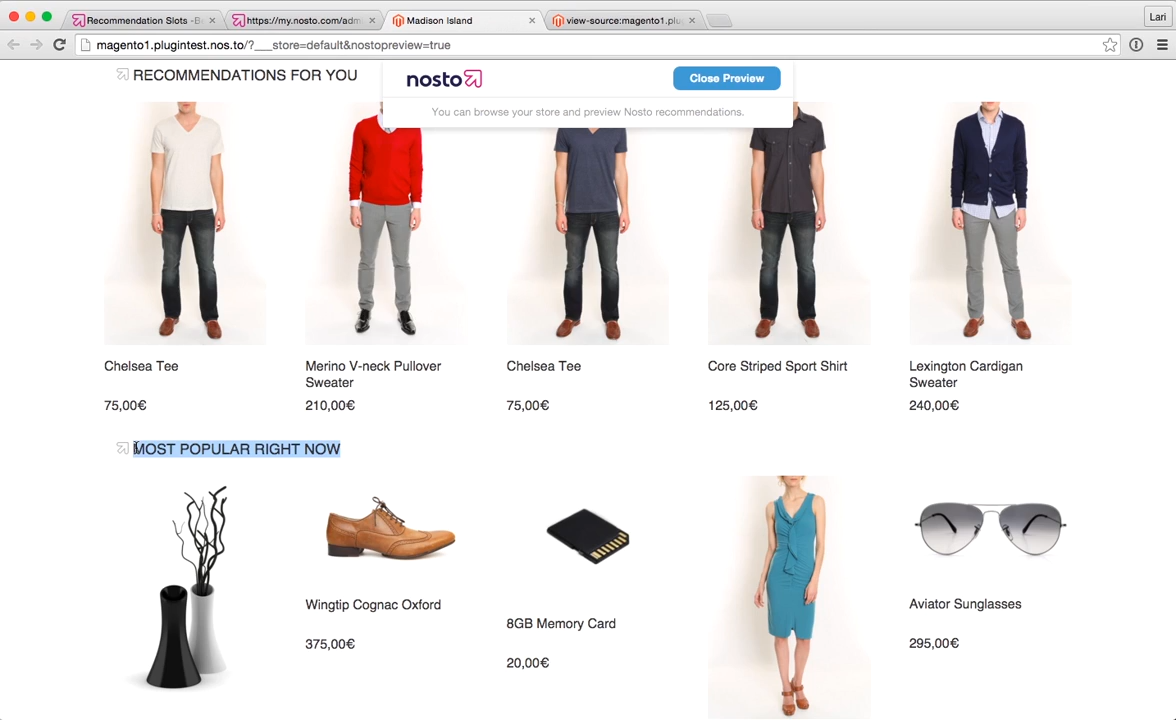 Recommendation Slots - Be
https://my.nosto.com/adm
Madison Island
view-source:magento1.plug
Lari
magento1.plugintest.nos.to/?___store=default&nostopreview=true
RECOMMENDATIONS FOR YOU
nosto
Close Preview
You can browse your store and preview Nosto recommendations.
Chelsea Tee
75,00€
Merino V-neck Pullover
Sweater
210,00€
Chelsea Tee
75,00€
Core Striped Sport Shirt
125,00€
Lexington Cardigan
Sweater
240,00€
MOST POPULAR RIGHT NOW
Wingtip Cognac Oxford
375,00€
8GB Memory Card
20,00€
Aviator Sunglasses
295,00€